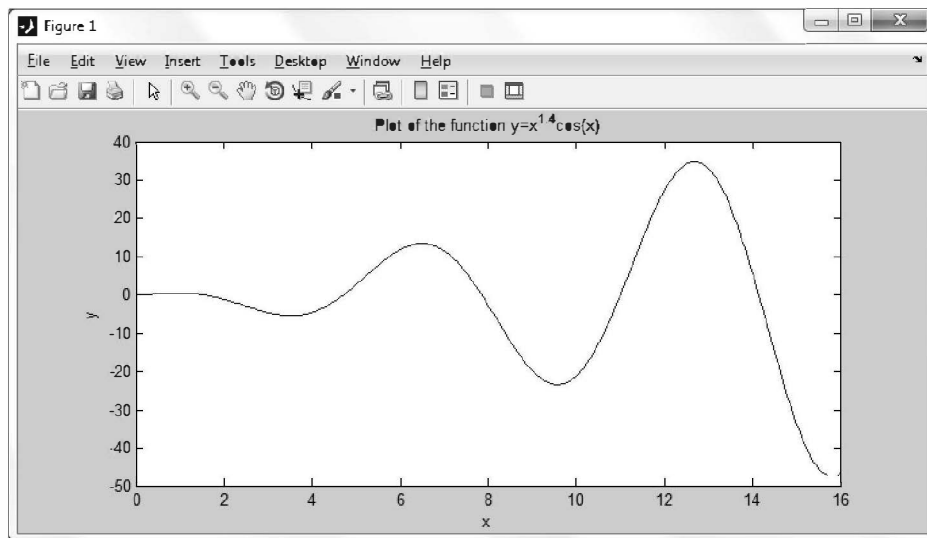 Figure 1
File Edit View Insert Tools Desktop Window Help
Plot of the function y=x^1.4cos(x)
40
30
20
10
0
-10
-20
-30
-40
-50
y
0 2 4 6 8 10 12 14 16
x